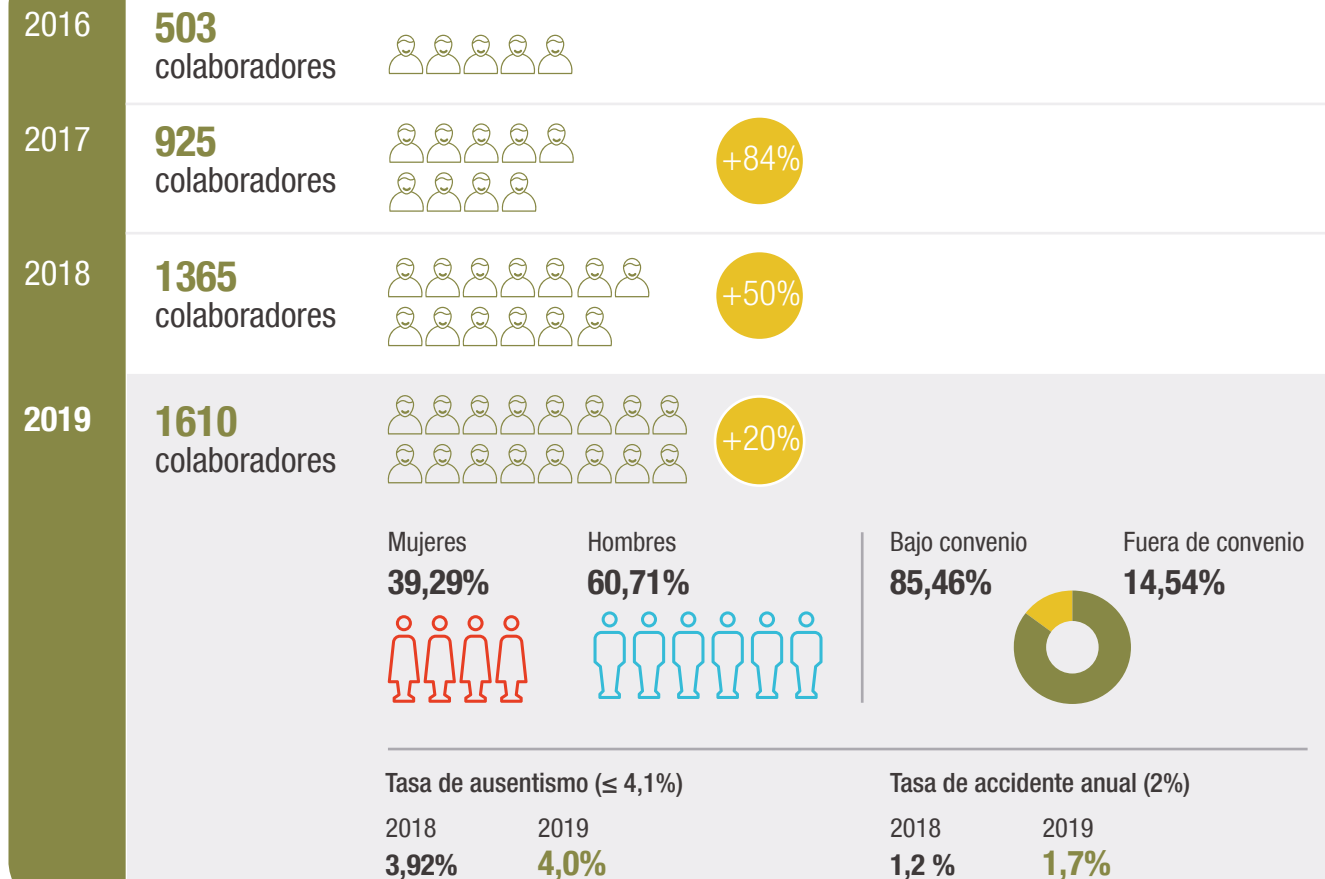 2016
503
colaboradores
2017
925
colaboradores
+84%
2018
1365
colaboradores
+50%
2019
1610
colaboradores
+20%
Mujeres
39,29%
Hombres
60,71%
Bajo convenio
85,46%
Fuera de convenio
14,54%
Tasa de ausentismo (≤ 4,1%)
2018
3,92%
2019
4,0%
Tasa de accidente anual (2%)
2018
1,2 %
2019
1,7%